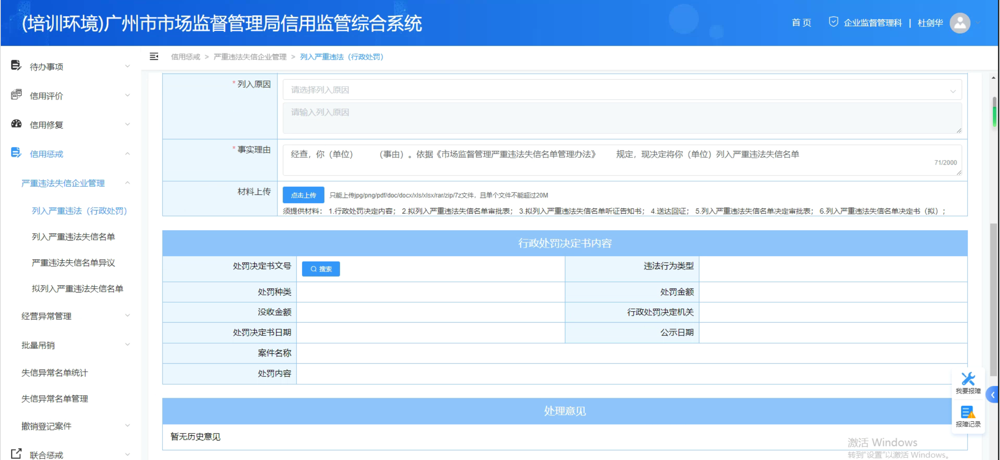 (培训环境)广州市市场监督管理局信用监管综合系统
首页 企业监督管理科 | 杜剑华
信用惩戒 > 严重违法失信企业管理 > 列入严重违法（行政处罚）
待办事项
信用评价
信用修复
信用惩戒
严重违法失信企业管理
列入严重违法（行政处罚）
列入严重违法失信名单
严重违法失信名单异议
拟列入严重违法失信名单
经营异常管理
批量吊销
失信异常名单统计
失信异常名单管理
撤销登记案件
联合惩戒
* 列入原因
请选择列入原因
请输入列入原因
* 事实理由
经查，你（单位） （事由）。依据《市场监督管理严重违法失信名单管理办法》 规定，现决定将你（单位）列入严重违法失信名单
71/2000
材料上传
点击上传 只能上传jpg/png/pdf/doc/docx/xls/xlsx/rar/zip/7z文件，且单个文件不能超过20M
须提供材料： 1.行政处罚决定内容； 2.拟列入严重违法失信名单审批表； 3.拟列入严重违法失信名单听证告知书； 4.送达回证； 5.列入严重违法失信名单决定审批表； 6.列入严重违法失信名单决定书（拟）；
行政处罚决定书内容
处罚决定书文号 搜索 违法行为类型
处罚种类 处罚金额
没收金额 行政处罚决定机关
处罚决定书日期 公示日期
案件名称
处罚内容
处理意见
暂无历史意见
我要报障
报障记录
激活 Windows
转到"设置"以激活 Windows。